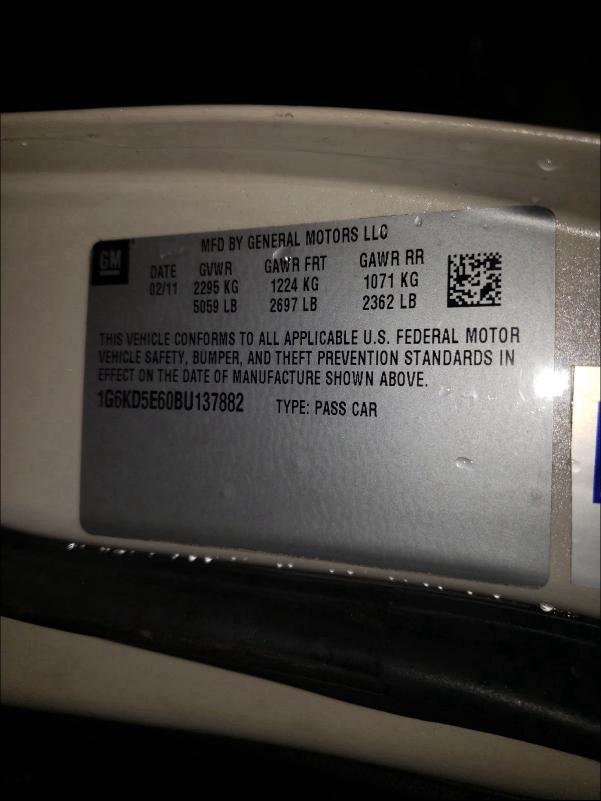 GM
MFD BY GENERAL MOTORS LLC
DATE GVWR GAWR FRT GAWR RR
02/11 2295 KG 1224 KG 1071 KG
5059 LB 2697 LB 2362 LB
THIS VEHICLE CONFORMS TO ALL APPLICABLE U.S. FEDERAL MOTOR
VEHICLE SAFETY, BUMPER, AND THEFT PREVENTION STANDARDS IN
EFFECT ON THE DATE OF MANUFACTURE SHOWN ABOVE.
1G6KD5E60BU137882 TYPE: PASS CAR